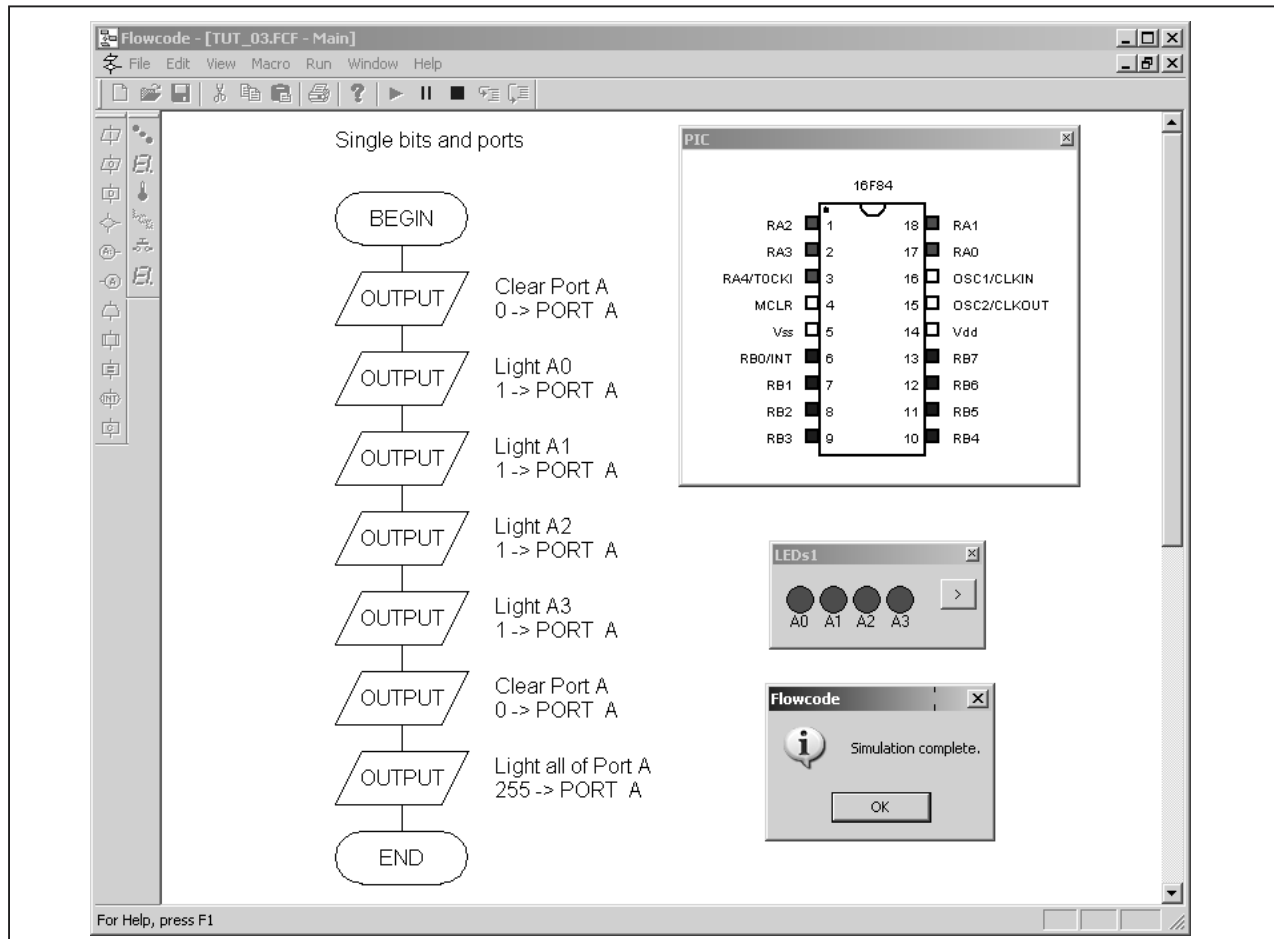 Flowcode - [TUT_03.FCF - Main]
File Edit View Macro Run Window Help
Single bits and ports
BEGIN
OUTPUT
Clear Port A
0 -> PORT A
OUTPUT
Light A0
1 -> PORT A
OUTPUT
Light A1
1 -> PORT A
OUTPUT
Light A2
1 -> PORT A
OUTPUT
Light A3
1 -> PORT A
OUTPUT
Clear Port A
0 -> PORT A
OUTPUT
Light all of Port A
255 -> PORT A
END
PIC
16F84
RA2 1 18 RA1
RA3 2 17 RA0
RA4/T0CKI 3 16 OSC1/CLKIN
MCLR 4 15 OSC2/CLKOUT
Vss 5 14 Vdd
RB0/INT 6 13 RB7
RB1 7 12 RB6
RB2 8 11 RB5
RB3 9 10 RB4
LEDs1
>
A0 A1 A2 A3
Flowcode
Simulation complete.
OK
For Help, press F1